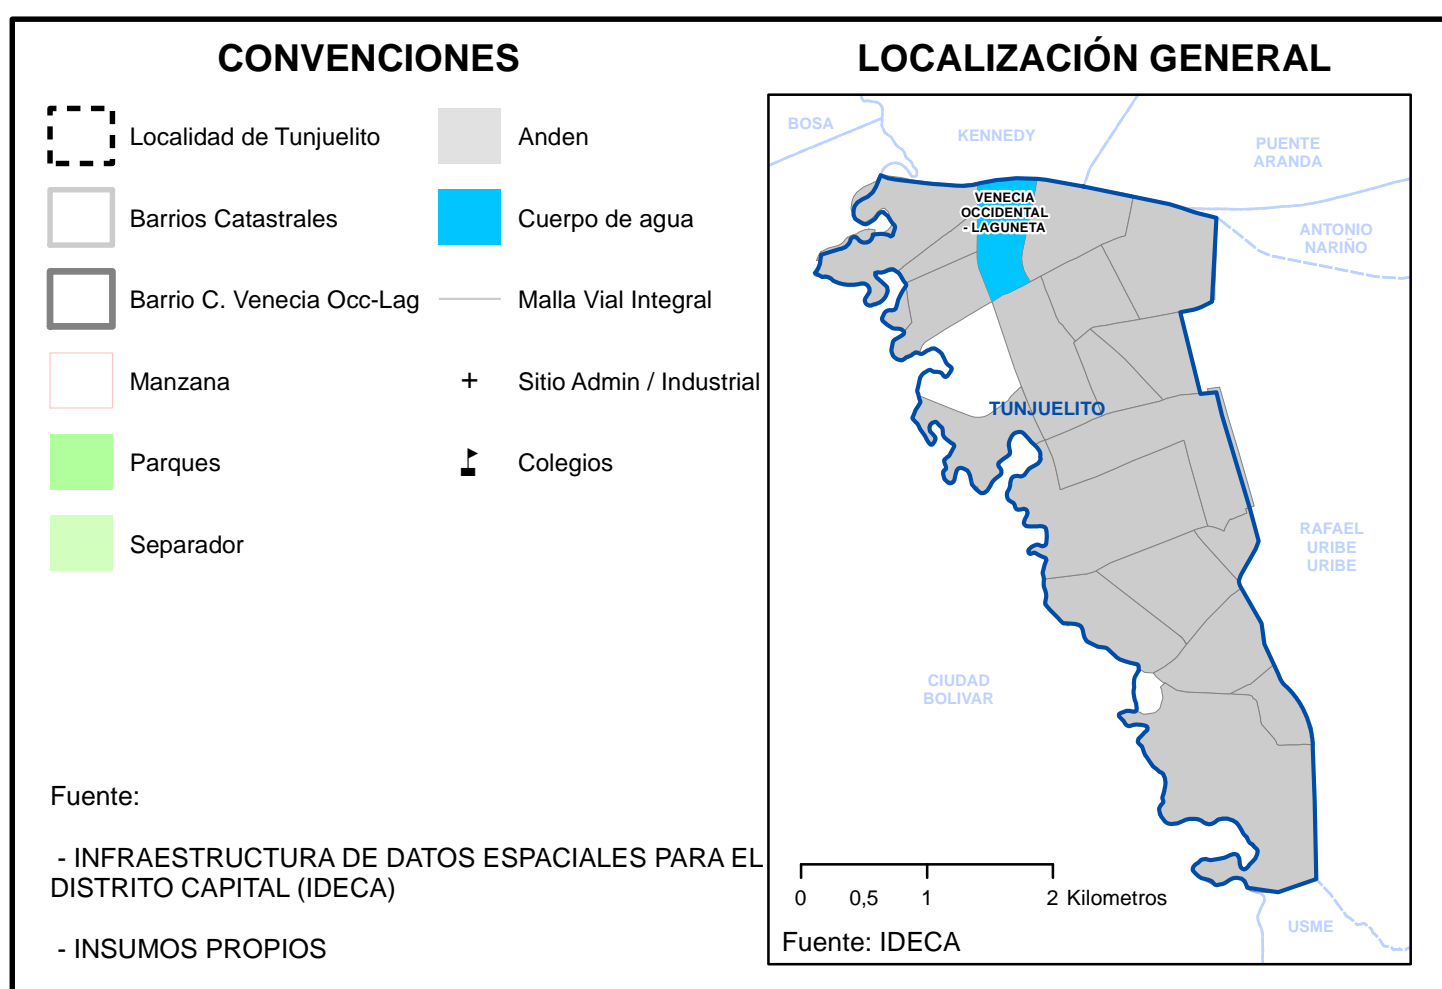 CONVENCIONES
Localidad de Tunjuelito
Barrios Catastrales
Barrio C. Venecia Occ-Lag
Manzana
Parques
Separador
Anden
Cuerpo de agua
Malla Vial Integral
Sitio Admin / Industrial
Colegios
Fuente:
- INFRAESTRUCTURA DE DATOS ESPACIALES PARA EL
DISTRITO CAPITAL (IDECA)
- INSUMOS PROPIOS
LOCALIZACIÓN GENERAL
BOSA
KENNEDY
PUENTE
ARANDA
VENECIA
OCCIDENTAL
- LAGUNETA
ANTONIO
NARIÑO
TUNJUELITO
RAFAEL
URIBE
URIBE
CIUDAD
BOLIVAR
USME
0 0,5 1 2 Kilometros
Fuente: IDECA